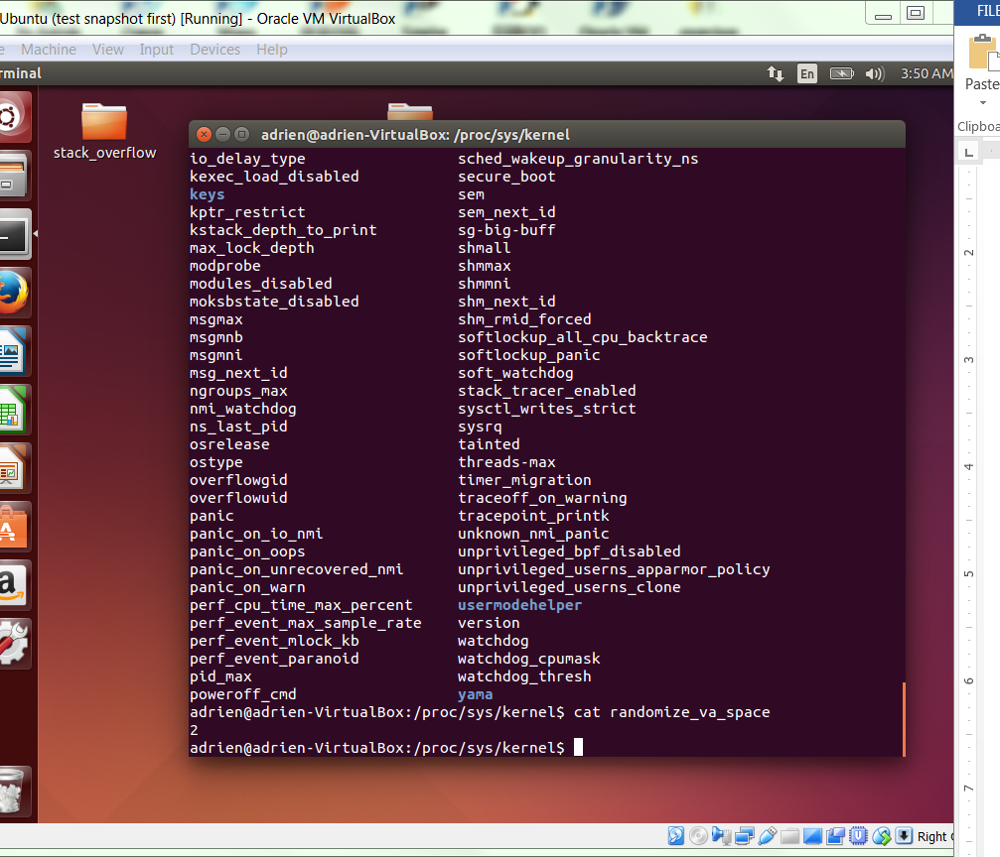 Ubuntu (test snapshot first) [Running] - Oracle VM VirtualBox
FILE
Machine View Input Devices Help
rminal
En
3:50 AM
Paste
Clipboa
stack_overflow
adrien@adrien-VirtualBox: /proc/sys/kernel
io_delay_type sched_wakeup_granularity_ns
kexec_load_disabled secure_boot
keys sem
kptr_restrict sem_next_id
kstack_depth_to_print sg-big-buff
max_lock_depth shmall
modprobe shmmax
modules_disabled shmmni
moksbstate_disabled shm_next_id
msgmax shm_rmid_forced
msgmnb softlockup_all_cpu_backtrace
msgmni softlockup_panic
msg_next_id soft_watchdog
ngroups_max stack_tracer_enabled
nmi_watchdog sysctl_writes_strict
ns_last_pid sysrq
osrelease tainted
ostype threads-max
overflowgid timer_migration
overflowuid traceoff_on_warning
panic tracepoint_printk
panic_on_io_nmi unknown_nmi_panic
panic_on_oops unprivileged_bpf_disabled
panic_on_unrecovered_nmi unprivileged_userns_apparmor_policy
panic_on_warn unprivileged_userns_clone
perf_cpu_time_max_percent usermodehelper
perf_event_max_sample_rate version
perf_event_mlock_kb watchdog
perf_event_paranoid watchdog_cpumask
pid_max watchdog_thresh
poweroff_cmd yama
adrien@adrien-VirtualBox:/proc/sys/kernel$ cat randomize_va_space
2
adrien@adrien-VirtualBox:/proc/sys/kernel$
L
2
3
4
5
6
7
Right